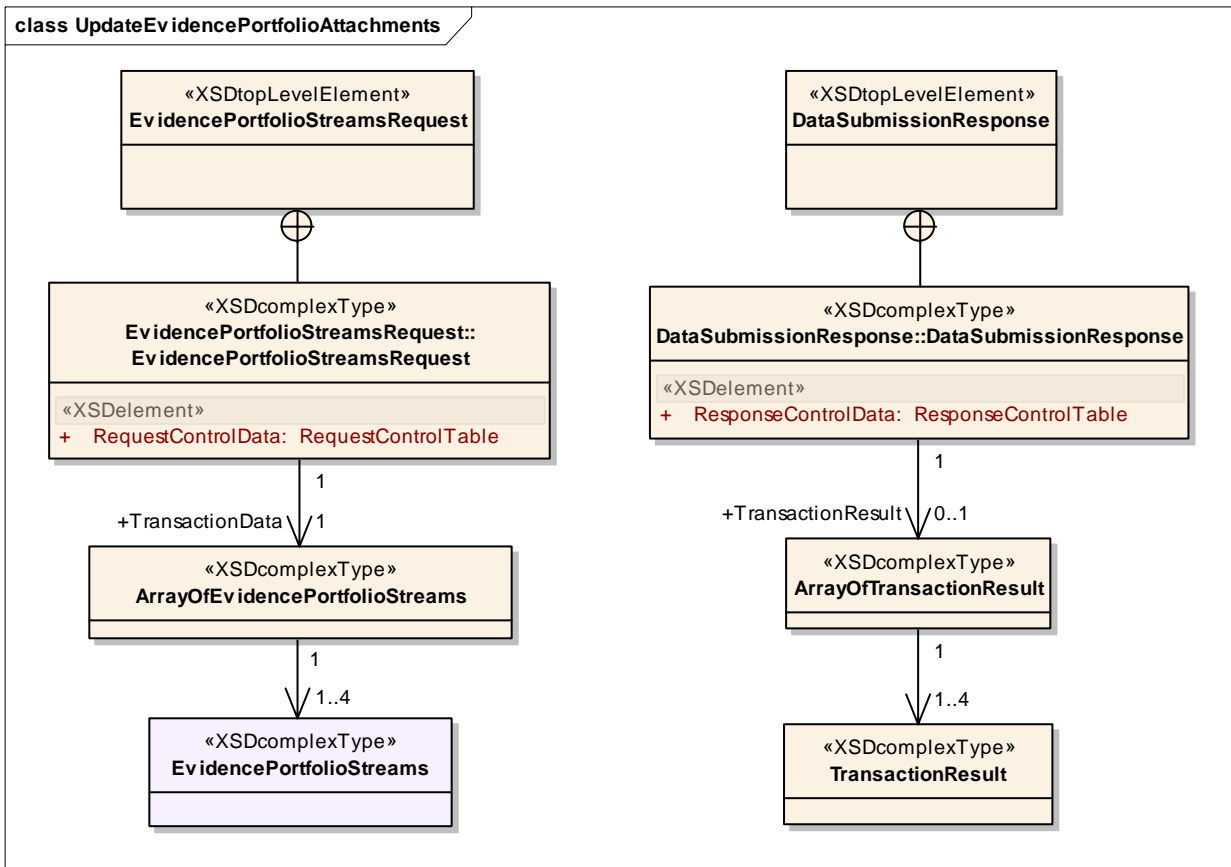 class UpdateEvidencePortfolioAttachments
«XSDtopLevelElement»
EvidencePortfolioStreamsRequest
«XSDcomplexType»
EvidencePortfolioStreamsRequest::
EvidencePortfolioStreamsRequest
«XSDelement»
+ RequestControlData: RequestControlTable
1
+TransactionData
1
«XSDcomplexType»
ArrayOfEvidencePortfolioStreams
1
1..4
«XSDcomplexType»
EvidencePortfolioStreams
«XSDtopLevelElement»
DataSubmissionResponse
«XSDcomplexType»
DataSubmissionResponse::DataSubmissionResponse
«XSDelement»
+ ResponseControlData: ResponseControlTable
1
+TransactionResult
0..1
«XSDcomplexType»
ArrayOfTransactionResult
1
1..4
«XSDcomplexType»
TransactionResult